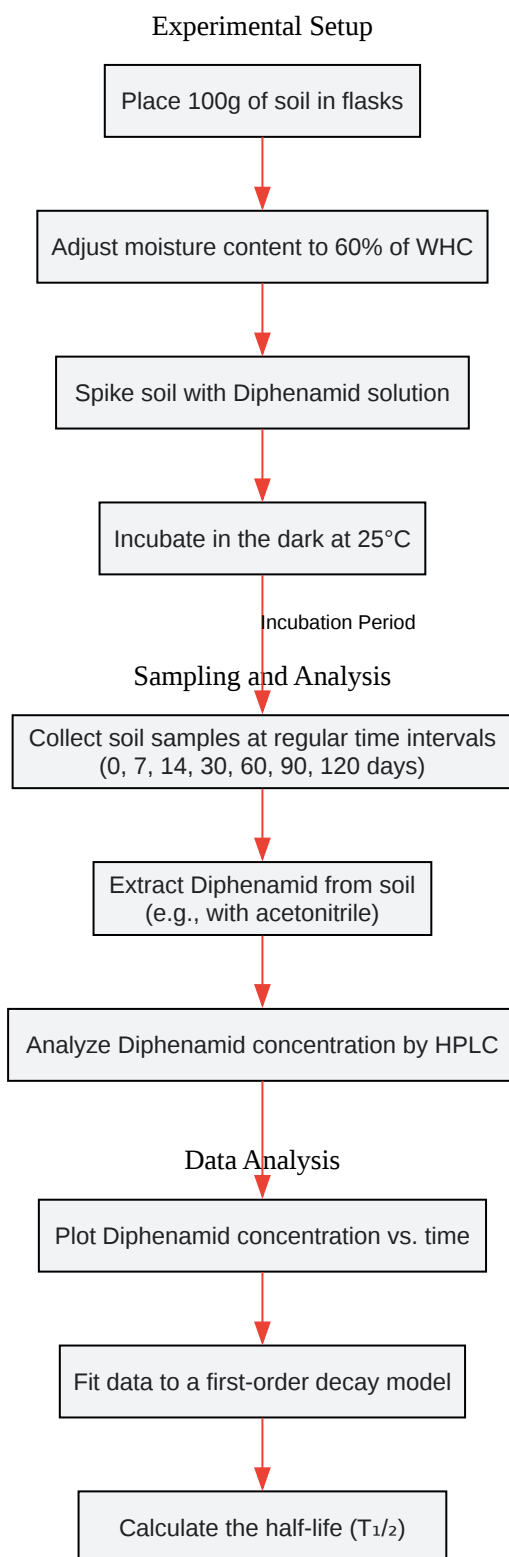 Experimental Setup
Place 100g of soil in flasks
Adjust moisture content to 60% of WHC
Spike soil with Diphenamid solution
Incubate in the dark at 25°C
Incubation Period
Sampling and Analysis
Collect soil samples at regular time intervals
(0, 7, 14, 30, 60, 90, 120 days)
Extract Diphenamid from soil
(e.g., with acetonitrile)
Analyze Diphenamid concentration by HPLC
Data Analysis
Plot Diphenamid concentration vs. time
Fit data to a first-order decay model
Calculate the half-life (T₁/₂)